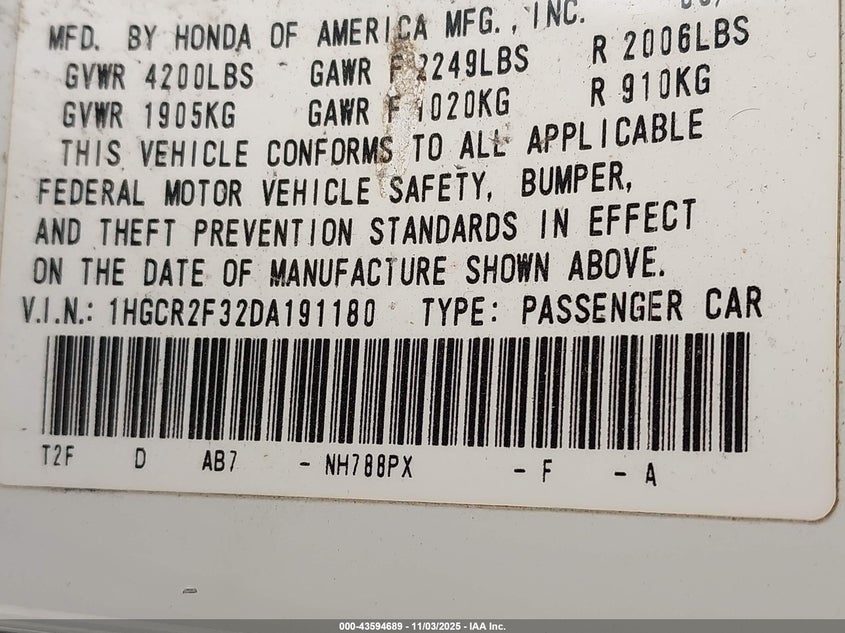 MFD. BY HONDA OF AMERICA MFG., INC.
GVWR 4200LBS GAWR F 2249LBS R 2006LBS
GVWR 1905KG GAWR F 1020KG R 910KG
THIS VEHICLE CONFORMS TO ALL APPLICABLE
FEDERAL MOTOR VEHICLE SAFETY, BUMPER,
AND THEFT PREVENTION STANDARDS IN EFFECT
ON THE DATE OF MANUFACTURE SHOWN ABOVE.
V.I.N.: 1HGCR2F32DA191180 TYPE: PASSENGER CAR
T2F D AB7 - NH788PX - F - A
000-43594689 - 11/03/2025 - IAA Inc.